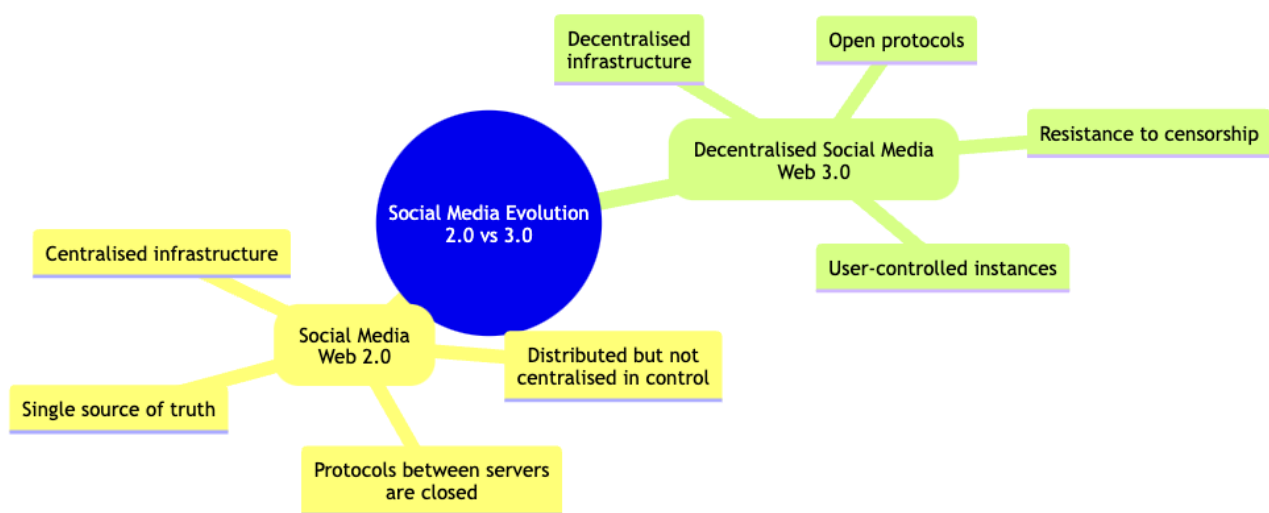 Decentralised
infrastructure
Open protocols
Resistance to censorship
Decentralised Social Media
Web 3.0
User-controlled instances
Social Media Evolution
2.0 vs 3.0
Centralised infrastructure
Social Media
Web 2.0
Distributed but not
centralised in control
Single source of truth
Protocols between servers
are closed